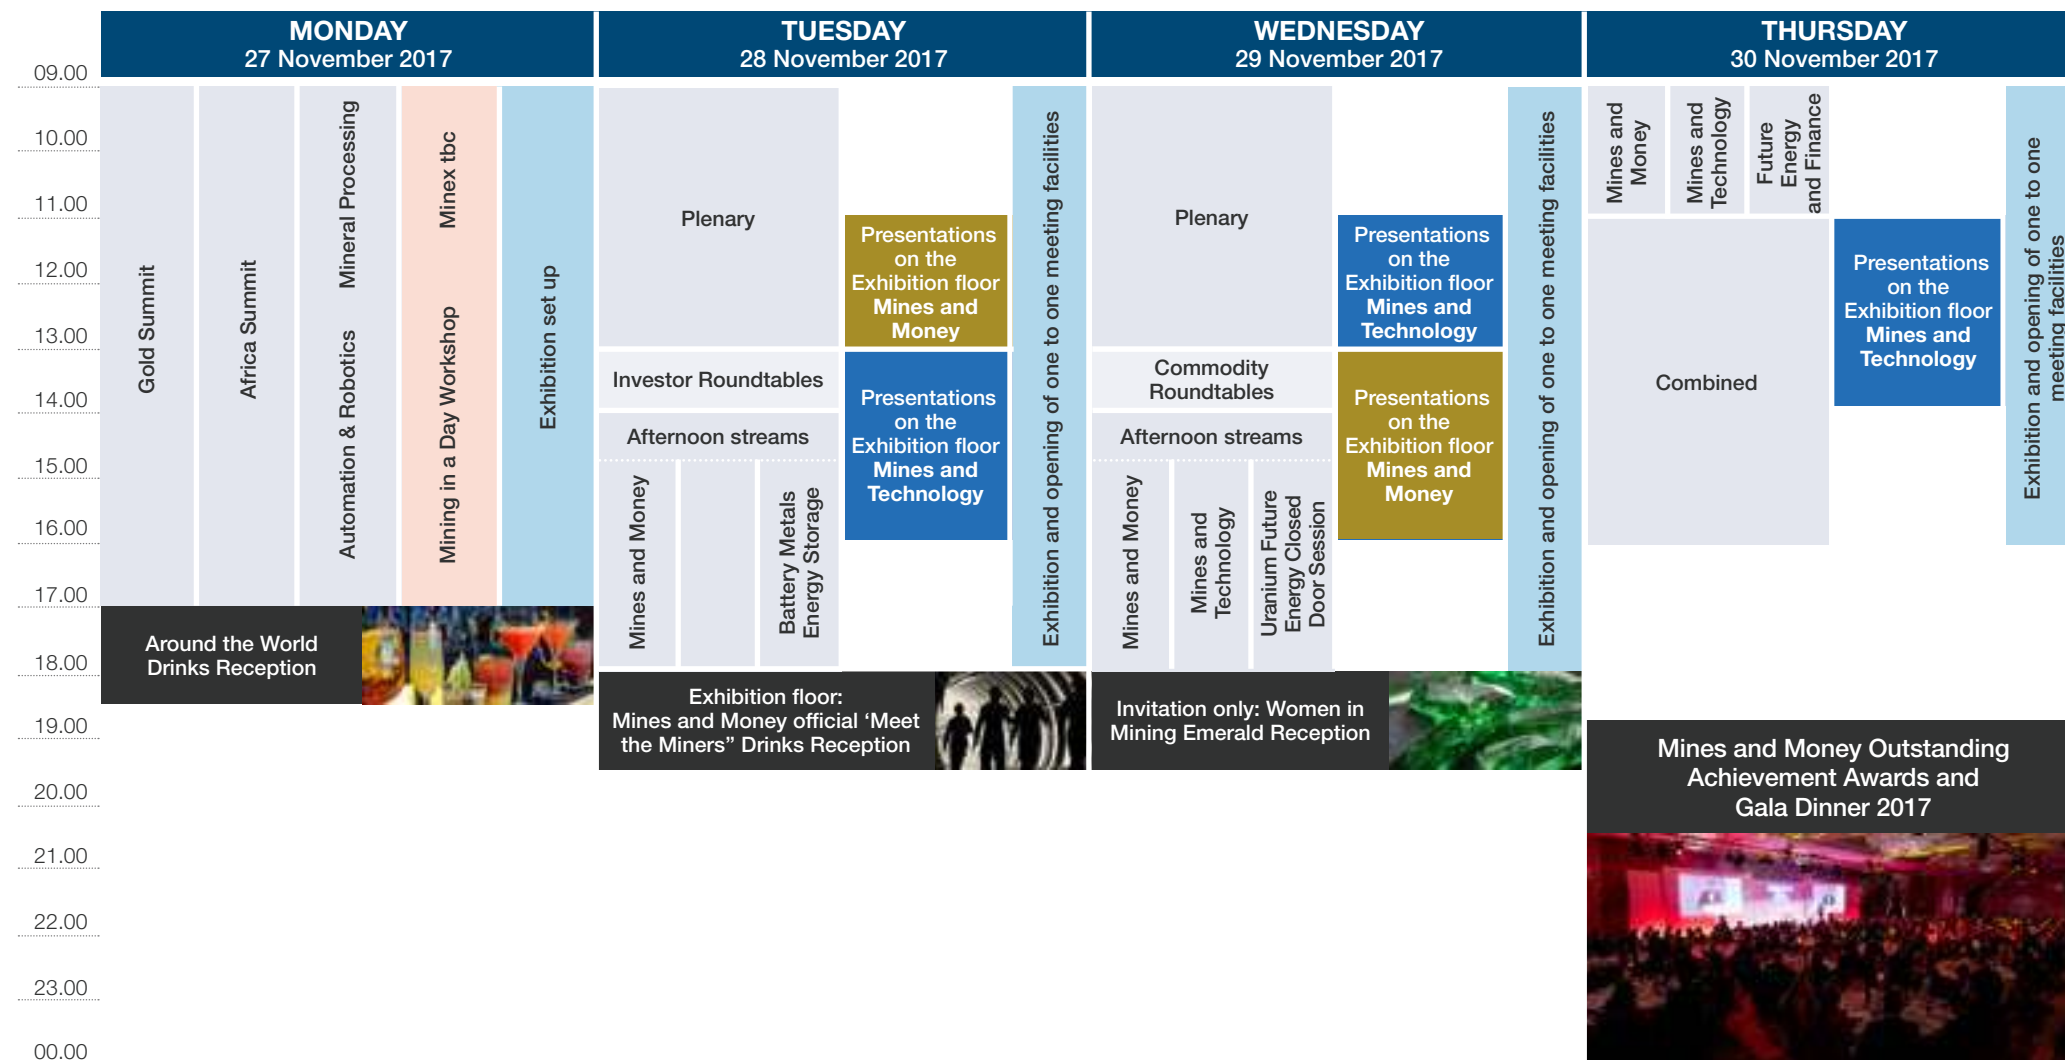 MONDAY
27 November 2017
TUESDAY
28 November 2017
WEDNESDAY
29 November 2017
THURSDAY
30 November 2017
09.00
10.00
11.00
12.00
13.00
14.00
15.00
16.00
17.00
18.00
19.00
20.00
21.00
22.00
23.00
00.00
Gold Summit
Africa Summit
Automation & Robotics
Mineral Processing
Mining in a Day Workshop
Minex tbc
Exhibition set up
Around the World
Drinks Reception
Plenary
Investor Roundtables
Afternoon streams
Mines and Money
Battery Metals
Energy Storage
Presentations
on the
Exhibition floor
Mines and
Money
Presentations
on the
Exhibition floor
Mines and
Technology
Exhibition and opening of one to one meeting facilities
Exhibition floor:
Mines and Money official ‘Meet
the Miners” Drinks Reception
Plenary
Commodity
Roundtables
Afternoon streams
Mines and Money
Mines and
Technology
Uranium Future
Energy Closed
Door Session
Presentations
on the
Exhibition floor
Mines and
Technology
Presentations
on the
Exhibition floor
Mines and
Money
Exhibition and opening of one to one meeting facilities
Invitation only: Women in
Mining Emerald Reception
Mines and
Money
Mines and
Technology
Future
Energy
and Finance
Combined
Presentations
on the
Exhibition floor
Mines and
Technology
Exhibition and opening of one to one
meeting facilities
Mines and Money Outstanding
Achievement Awards and
Gala Dinner 2017